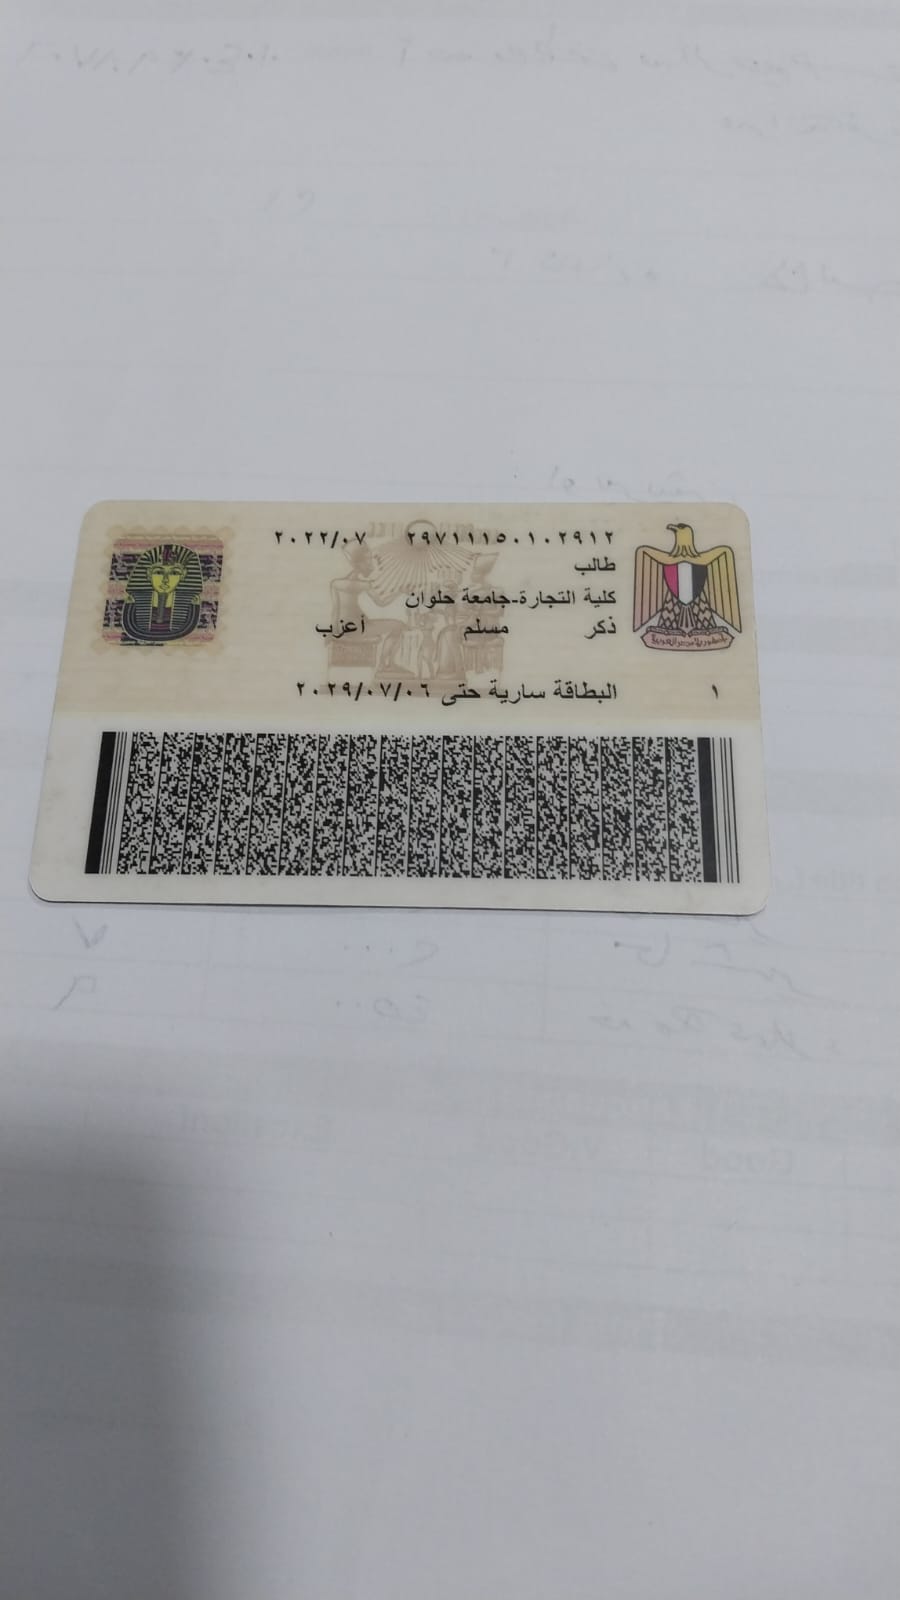 ٢٩٧١١١٥٠١٠٢٩١٢ ٢٠٢٢/٠٧
طالب
كلية التجارة-جامعة حلوان
ذكر مسلم أعزب
١ البطاقة سارية حتى ٢٠٢٩/٠٧/٠٦